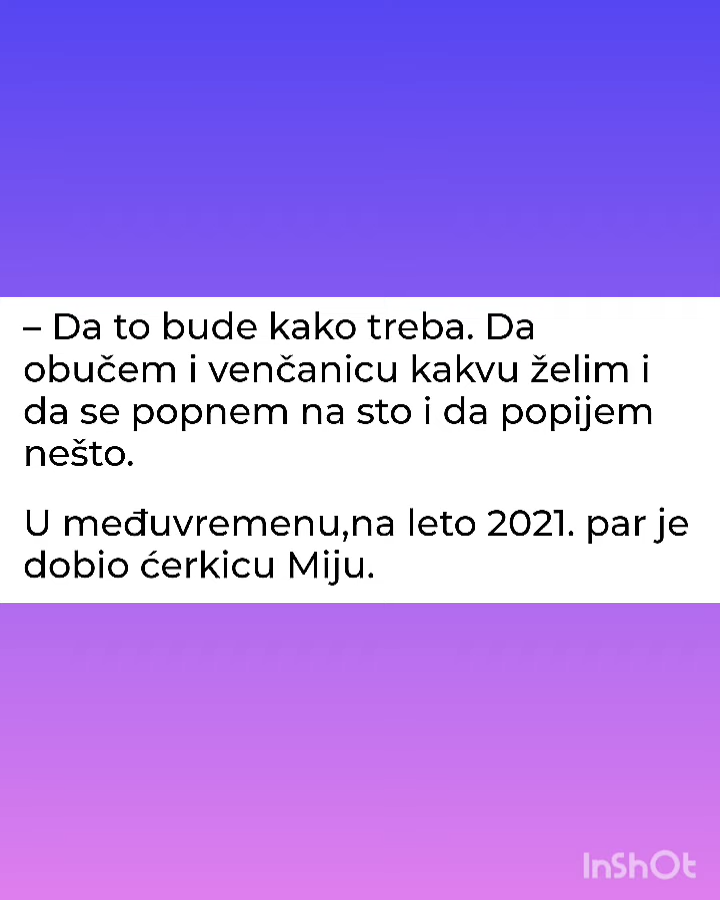 – Da to bude kako treba. Da
obučem i venčanicu kakvu želim i
da se popnem na sto i da popijem
nešto.
U međuvremenu,na leto 2021. par je
dobio ćerkicu Miju.
InShOt